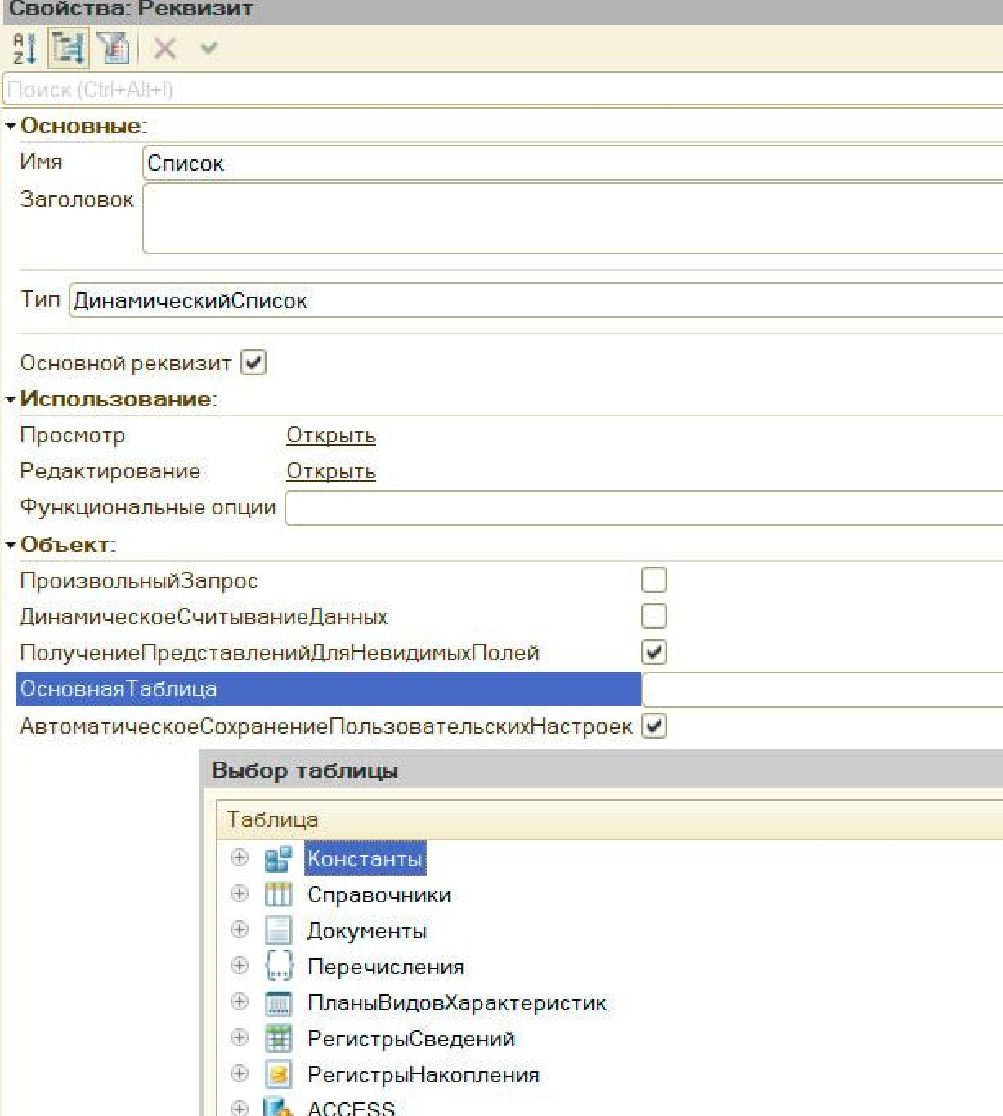 Свойства: Реквизит
Поиск (Ctrl+Alt+I)
Основные:
Имя Список
Заголовок
Тип ДинамическийСписок
Основной реквизит
Использование:
Просмотр Открыть
Редактирование Открыть
Функциональные опции
Объект:
ПроизвольныйЗапрос
ДинамическоеСчитываниеДанных
ПолучениеПредставленийДляНевидимыхПолей
ОсновнаяТаблица
АвтоматическоеСохранениеПользовательскихНастроек
Выбор таблицы
Таблица
Константы
Справочники
Документы
Перечисления
ПланыВидовХарактеристик
РегистрыСведений
РегистрыНакопления
ACCESS